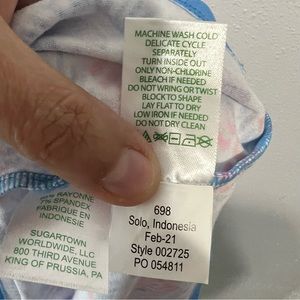 MACHINE WASH COLD
DELICATE CYCLE
SEPARATELY
TURN INSIDE OUT
ONLY NON-CHLORINE
BLEACH IF NEEDED
DO NOT WRING OR TWIST
BLOCK TO SHAPE
LAY FLAT TO DRY
LOW IRON IF NEEDED
DO NOT DRY CLEAN
RAYONNE
7% SPANDEX
FABRIQUÉ EN
INDONESIE
SUGARTOWN
WORLDWIDE, LLC
800 THIRD AVENUE
KING OF PRUSSIA, PA
698
Solo, Indonesia
Feb-21
Style 002725
PO 054811